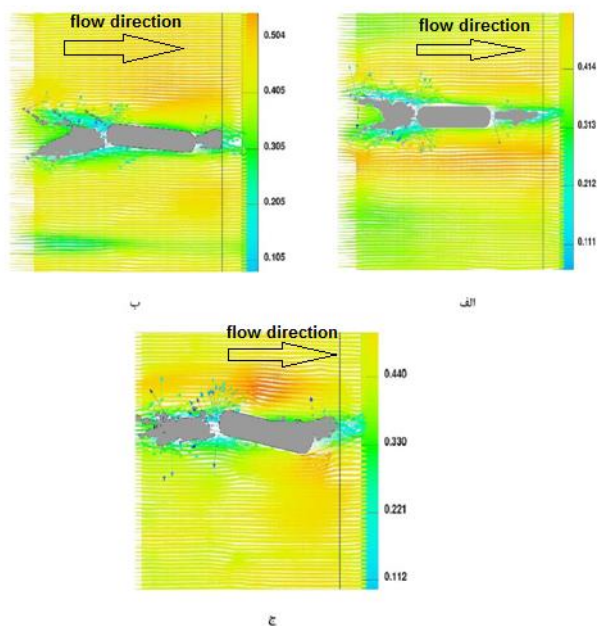 flow direction
0.504
0.405
0.305
0.205
0.105
ب
flow direction
0.414
0.313
0.212
0.111
الف
flow direction
0.440
0.330
0.221
0.112
ج